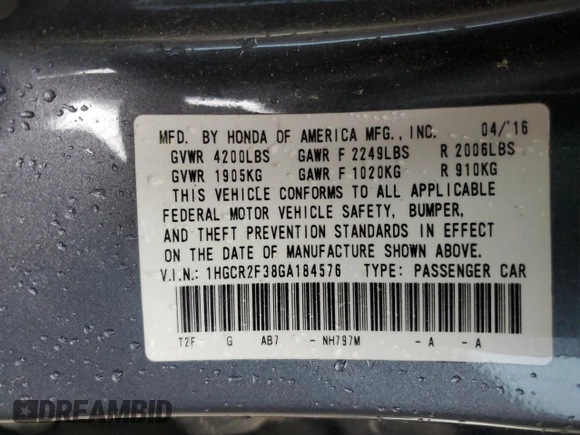 MFD. BY HONDA OF AMERICA MFG., INC. 04/'16
GVWR 4200LBS GAWR F 2249LBS R 2006LBS
GVWR 1905KG GAWR F 1020KG R 910KG
THIS VEHICLE CONFORMS TO ALL APPLICABLE
FEDERAL MOTOR VEHICLE SAFETY, BUMPER,
AND THEFT PREVENTION STANDARDS IN EFFECT
ON THE DATE OF MANUFACTURE SHOWN ABOVE.
V.I.N.: 1HGCR2F38GA184576 TYPE: PASSENGER CAR
T2F G AB7 - NH797M - A - A
DREAMBID